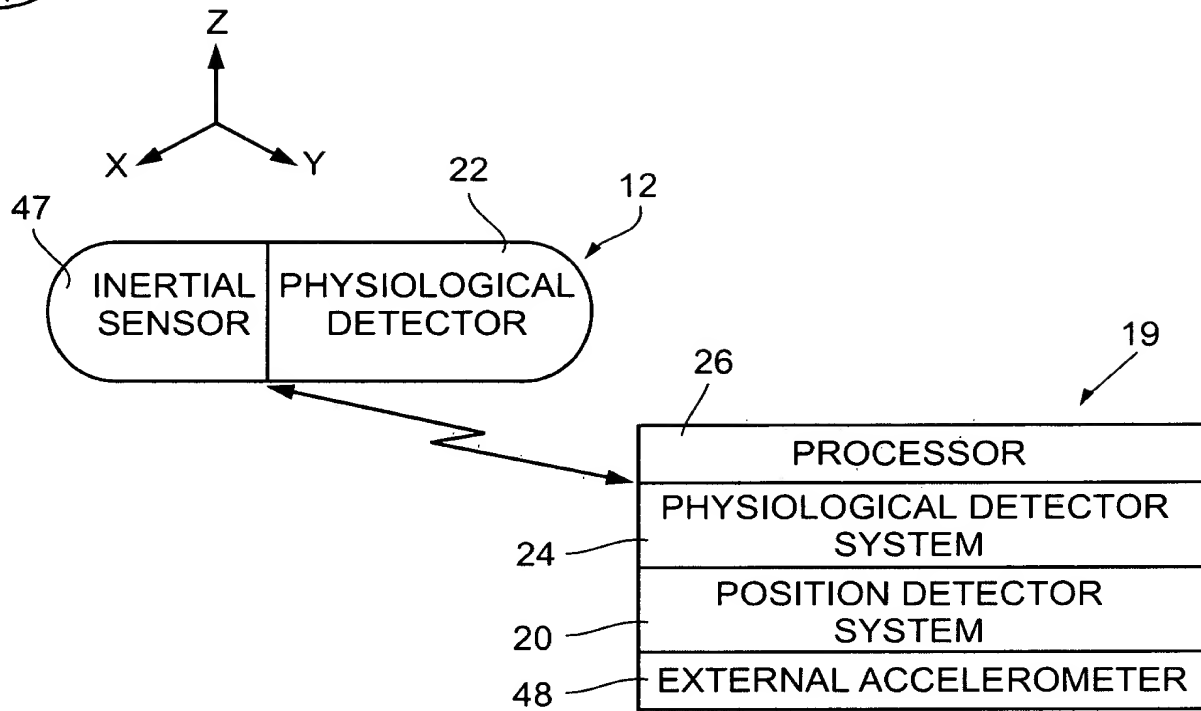 Z
X
Y
47
22
12
INERTIAL
SENSOR
PHYSIOLOGICAL
DETECTOR
19
26
PROCESSOR
PHYSIOLOGICAL DETECTOR
SYSTEM
24
POSITION DETECTOR
SYSTEM
20
EXTERNAL ACCELEROMETER
48